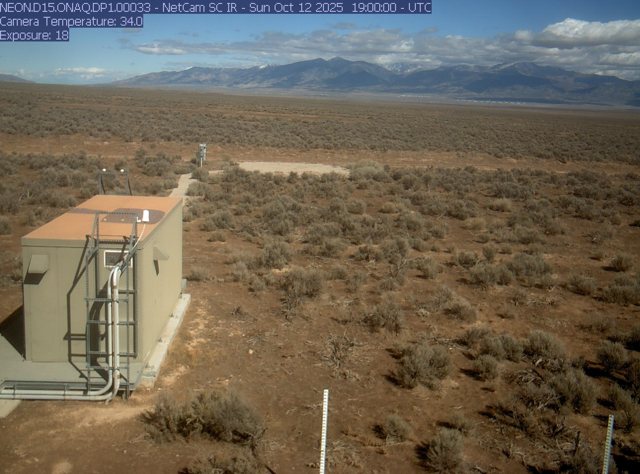 NEON.D15.ONAQ.DP1.00033 - NetCam SC IR - Sun Oct 12 2025 19:00:00 - UTC
Camera Temperature: 34.0
Exposure: 18